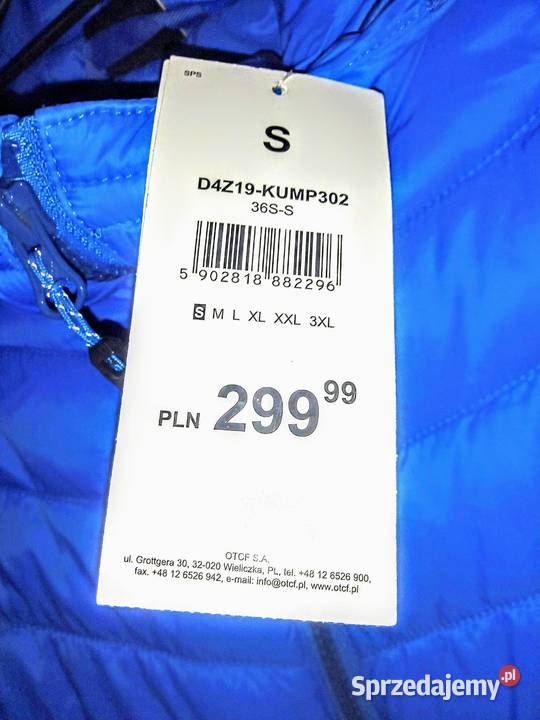 SPS
S
D4Z19-KUMP302
36S-S
5 902818 882296
S M L XL XXL 3XL
PLN 299 99
OTCF S.A.
ul. Grottgera 30, 32-020 Wieliczka, PL, tel. +48 12 6526 900,
fax. +48 12 6526 942, e-mail: info@otcf.pl, www.otcf.pl
Sprzedajemy.pl